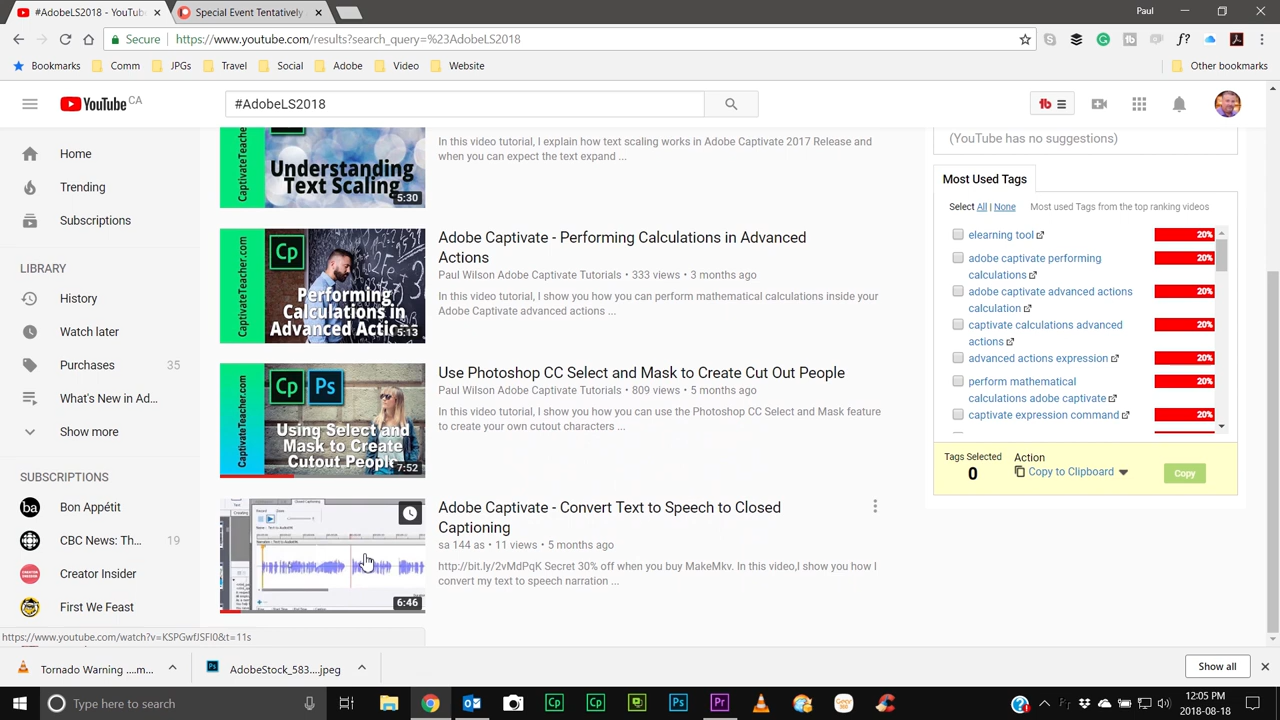 #AdobeLS2018 - YouTube
Special Event Tentatively
Paul
Secure
https://www.youtube.com/results?search_query=%23AdobeLS2018
Bookmarks
Comm
JPGs
Travel
Social
Adobe
Video
Website
Other bookmarks
YouTube CA
#AdobeLS2018
Home
Trending
Subscriptions
LIBRARY
History
Watch later
Purchases 35
What's New in Ad...
Show more
SUBSCRIPTIONS
Bon Appétit
CBC News: Th... 19
Creator Insider
First We Feast
https://www.youtube.com/watch?v=KSPGwfJSFI0&t=11s
CaptivateTeacher.com
Understanding
Text Scaling
5:30
In this video tutorial, I explain how text scaling works in Adobe Captivate 2017 Release and
when you can expect the text expand ...
CaptivateTeacher.com
Cp
Performing
Calculations in
Advanced Actions
5:13
Adobe Captivate - Performing Calculations in Advanced
Actions
Paul Wilson Adobe Captivate Tutorials • 333 views • 3 months ago
In this video tutorial, I show you how you can perform mathematical calculations inside your
Adobe Captivate advanced actions ...
CaptivateTeacher.com
Cp Ps
Using Select and
Mask to Create
Cutout People
7:52
Use Photoshop CC Select and Mask to Create Cut Out People
Paul Wilson Adobe Captivate Tutorials • 809 views • 5 months ago
In this video tutorial, I show you how you can use the Photoshop CC Select and Mask feature
to create your own cutout characters ...
6:46
Adobe Captivate - Convert Text to Speech to Closed
Captioning
sa 144 as • 11 views • 5 months ago
http://bit.ly/2vMdPqK Secret 30% off when you buy MakeMkv. In this video,I show you how I
convert my text to speech narration ...
(YouTube has no suggestions)
Most Used Tags
Select All | None Most used Tags from the top ranking videos
elearning tool 20%
adobe captivate performing
calculations 20%
adobe captivate advanced actions
calculation 20%
captivate calculations advanced
actions 20%
advanced actions expression 20%
perform mathematical
calculations adobe captivate 20%
captivate expression command 20%
Tags Selected
0
Action
Copy to Clipboard
Copy
Tornado Warning ....m...
AdobeStock_583....jpeg
Show all
Type here to search
12:05 PM
2018-08-18